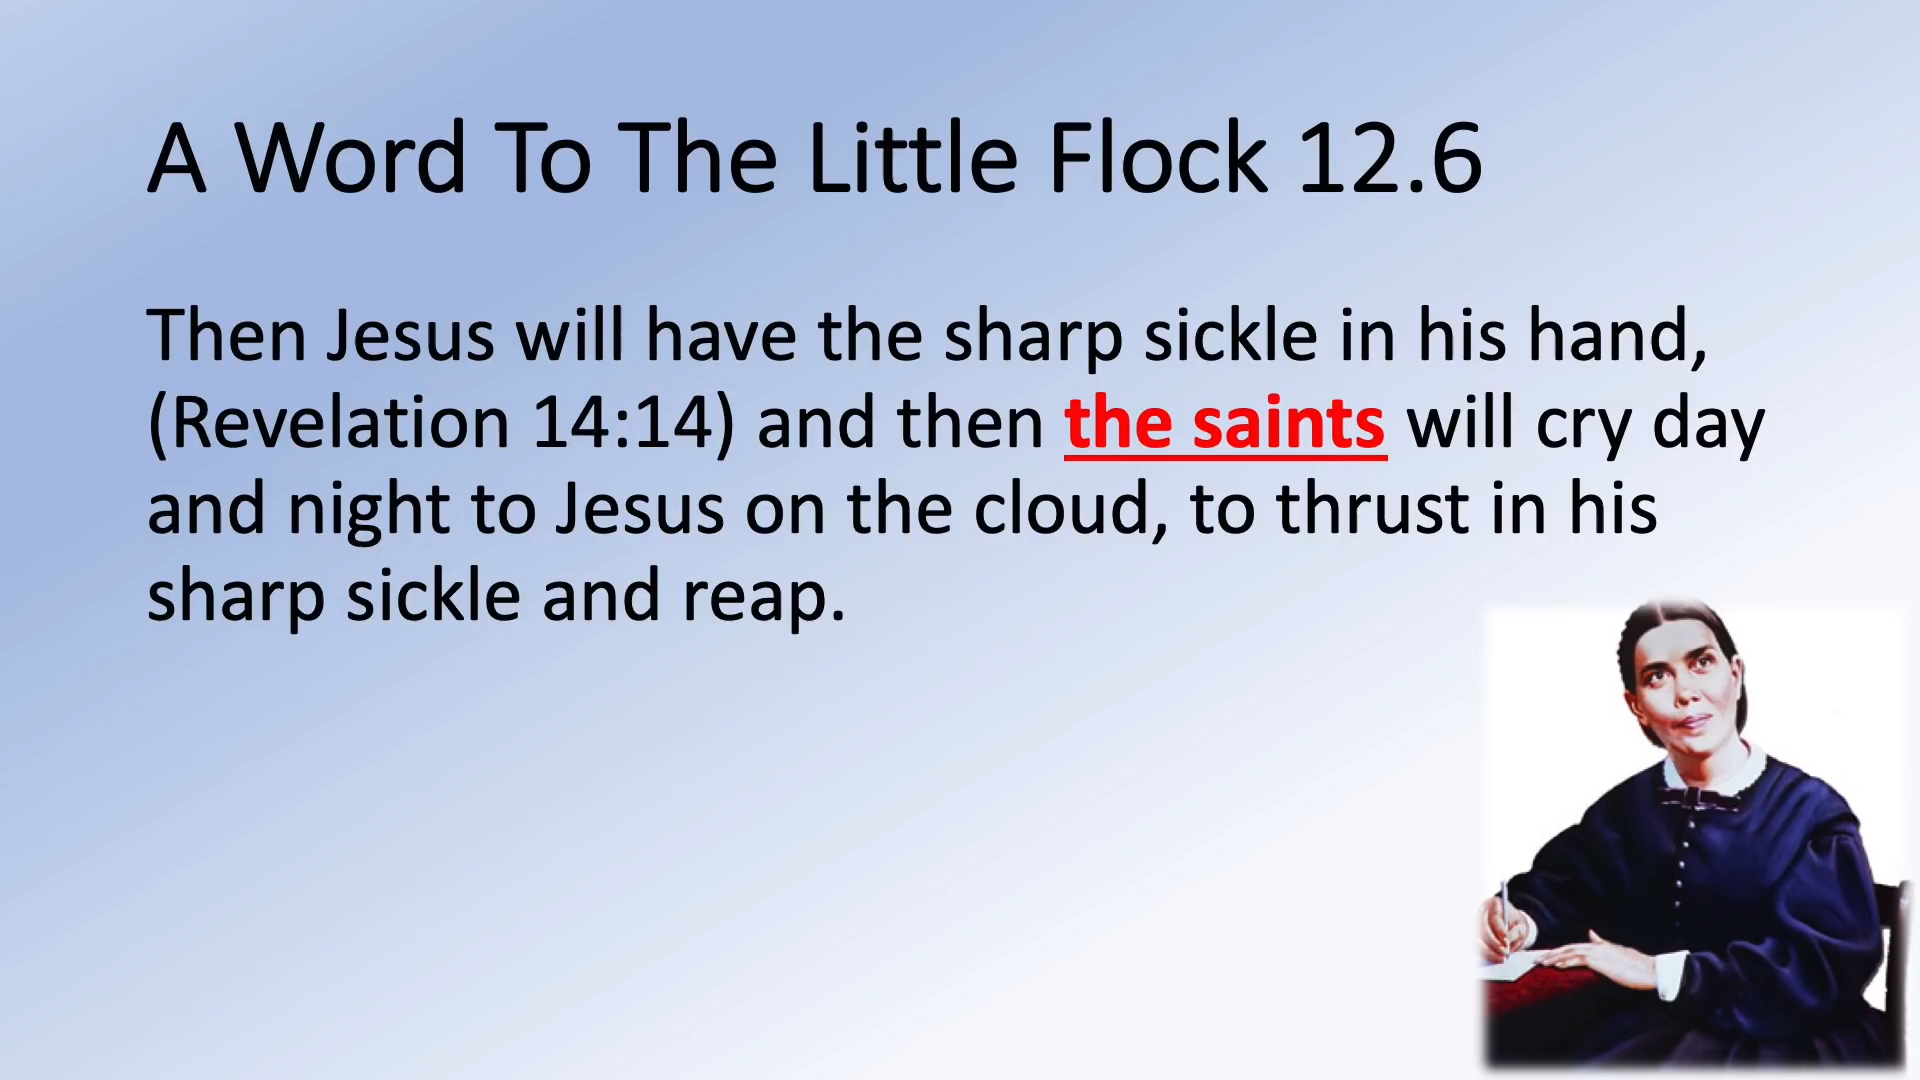 A Word To The Little Flock 12.6
Then Jesus will have the sharp sickle in his hand,
(Revelation 14:14) and then the saints will cry day
and night to Jesus on the cloud, to thrust in his
sharp sickle and reap.